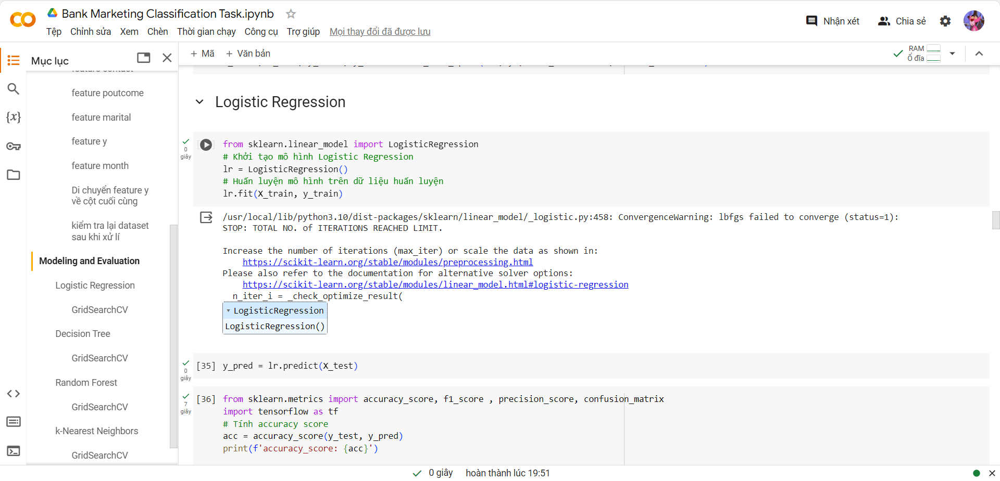 Bank Marketing Classification Task.ipynb
Tệp Chỉnh sửa Xem Chèn Thời gian chạy Công cụ Trợ giúp Mọi thay đổi đã được lưu
Nhận xét
Chia sẻ
Mục lục
feature poutcome
feature marital
feature y
feature month
Di chuyển feature y
về cột cuối cùng
kiểm tra lại dataset
sau khi xử lí
Modeling and Evaluation
Logistic Regression
GridSearchCV
Decision Tree
GridSearchCV
Random Forest
GridSearchCV
k-Nearest Neighbors
GridSearchCV
+ Mã + Văn bản
RAM
Ổ đĩa
Logistic Regression
0
giây
from sklearn.linear_model import LogisticRegression
# Khởi tạo mô hình Logistic Regression
lr = LogisticRegression()
# Huấn luyện mô hình trên dữ liệu huấn luyện
lr.fit(X_train, y_train)
/usr/local/lib/python3.10/dist-packages/sklearn/linear_model/_logistic.py:458: ConvergenceWarning: lbfgs failed to converge (status=1):
STOP: TOTAL NO. of ITERATIONS REACHED LIMIT.
Increase the number of iterations (max_iter) or scale the data as shown in:
https://scikit-learn.org/stable/modules/preprocessing.html
Please also refer to the documentation for alternative solver options:
https://scikit-learn.org/stable/modules/linear_model.html#logistic-regression
n_iter_i = _check_optimize_result(
LogisticRegression
LogisticRegression()
0
giây
[35] y_pred = lr.predict(X_test)
7
giây
[36] from sklearn.metrics import accuracy_score, f1_score , precision_score, confusion_matrix
import tensorflow as tf
# Tính accuracy score
acc = accuracy_score(y_test, y_pred)
print(f'accuracy_score: {acc}')
0 giây hoàn thành lúc 19:51